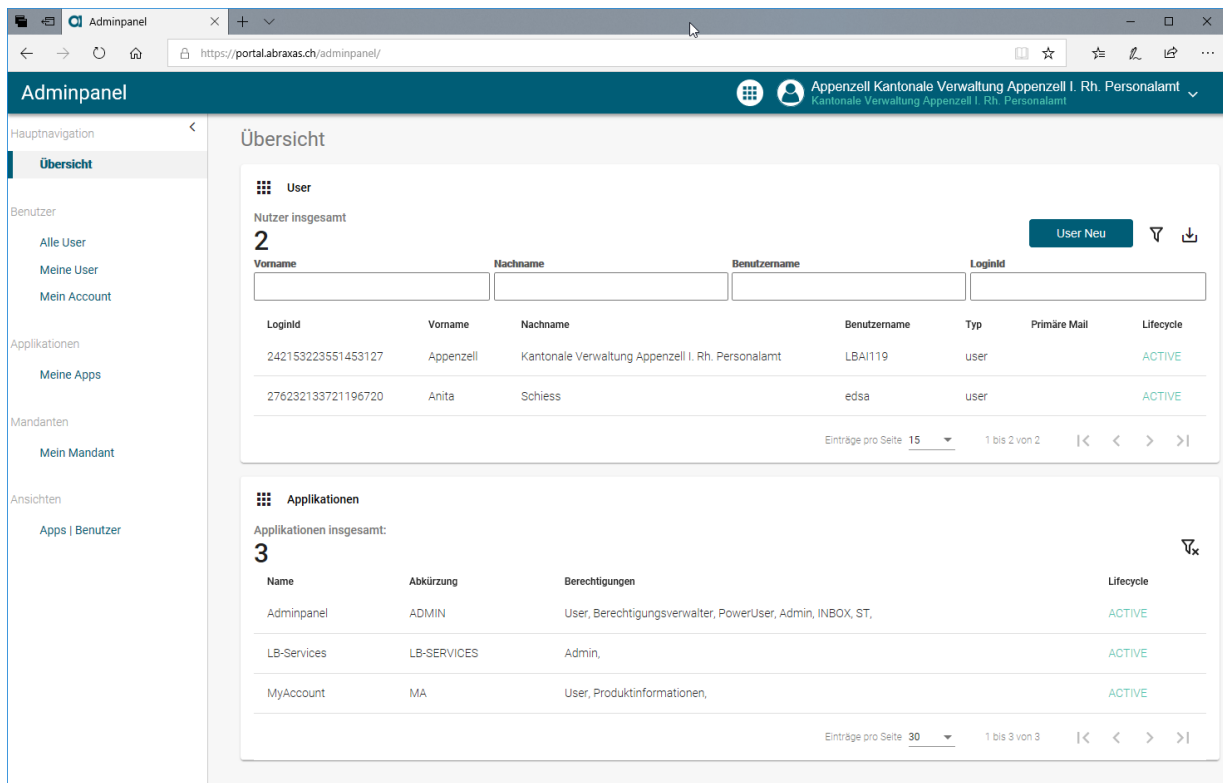 Adminpanel
https://portal.abraxas.ch/adminpanel/
Adminpanel
Appenzell Kantonale Verwaltung Appenzell I. Rh. Personalamt
Kantonale Verwaltung Appenzell I. Rh. Personalamt
Hauptnavigation
Übersicht
Benutzer
Alle User
Meine User
Mein Account
Applikationen
Meine Apps
Mandanten
Mein Mandant
Ansichten
Apps | Benutzer
Übersicht
User
Nutzer insgesamt
2
User Neu
Vorname Nachname Benutzername LoginId
LoginId Vorname Nachname Benutzername Typ Primäre Mail Lifecycle
242153223551453127 Appenzell Kantonale Verwaltung Appenzell I. Rh. Personalamt LBAI119 user ACTIVE
276232133721196720 Anita Schiess edsa user ACTIVE
Einträge pro Seite 15 1 bis 2 von 2
Applikationen
Applikationen insgesamt:
3
Name Abkürzung Berechtigungen Lifecycle
Adminpanel ADMIN User, Berechtigungsverwalter, PowerUser, Admin, INBOX, ST, ACTIVE
LB-Services LB-SERVICES Admin, ACTIVE
MyAccount MA User, Produktinformationen, ACTIVE
Einträge pro Seite 30 1 bis 3 von 3